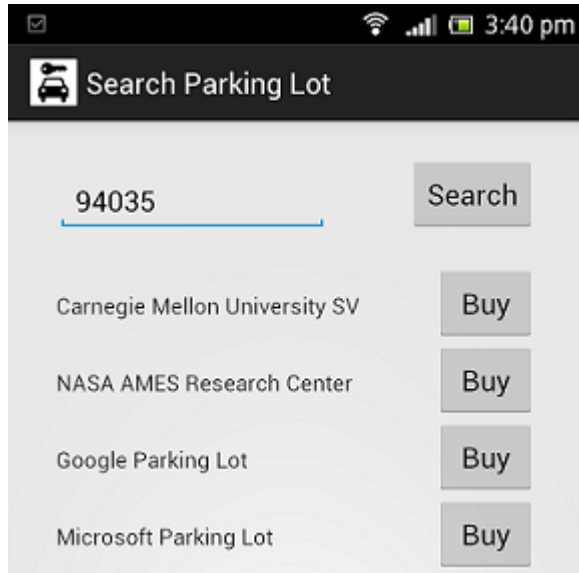 3:40 pm
Search Parking Lot
94035 Search
Carnegie Mellon University SV Buy
NASA AMES Research Center Buy
Google Parking Lot Buy
Microsoft Parking Lot Buy